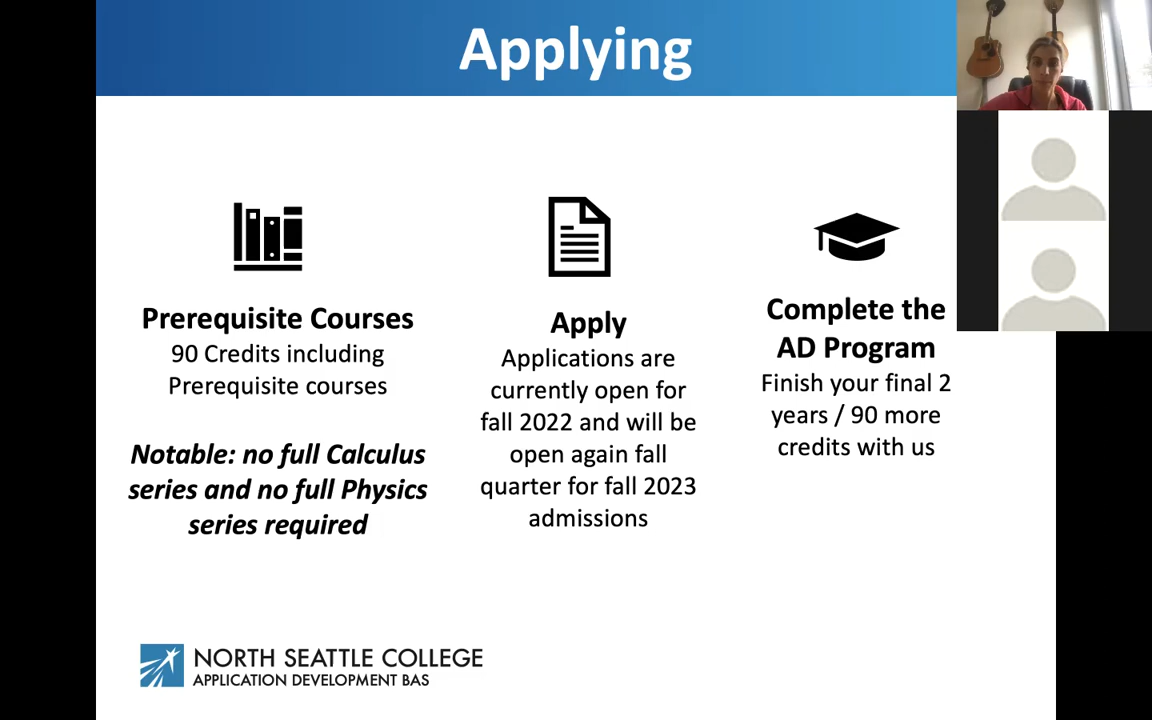 Applying
Prerequisite Courses
90 Credits including
Prerequisite courses
Notable: no full Calculus
series and no full Physics
series required
Apply
Applications are
currently open for
fall 2022 and will be
open again fall
quarter for fall 2023
admissions
Complete the
AD Program
Finish your final 2
years / 90 more
credits with us
NORTH SEATTLE COLLEGE
APPLICATION DEVELOPMENT BAS